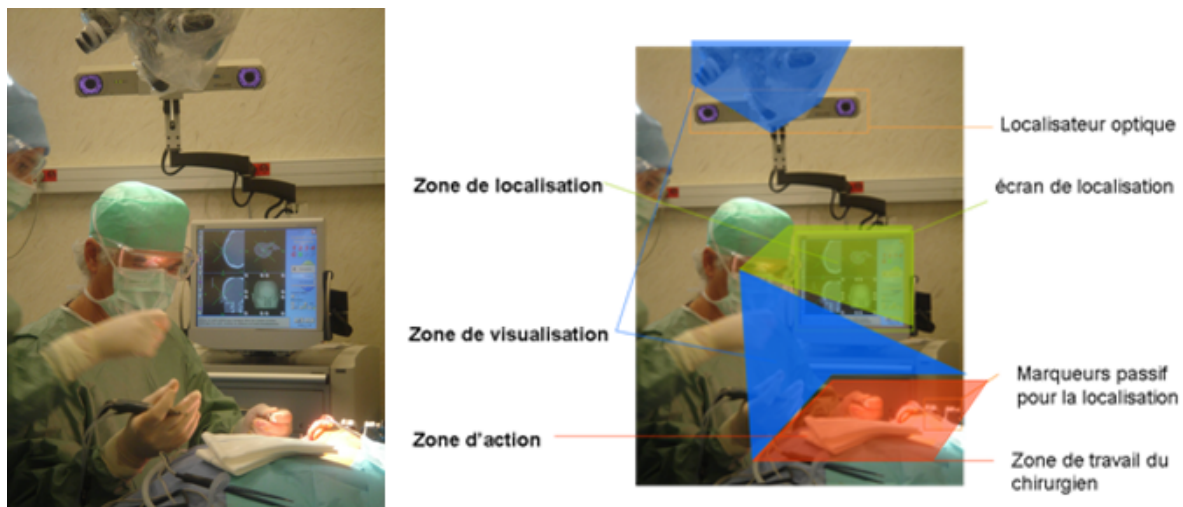 Localisateur optique
Zone de localisation
écran de localisation
Zone de visualisation
Marqueurs passif
pour la localisation
Zone d'action
Zone de travail du
chirurgien